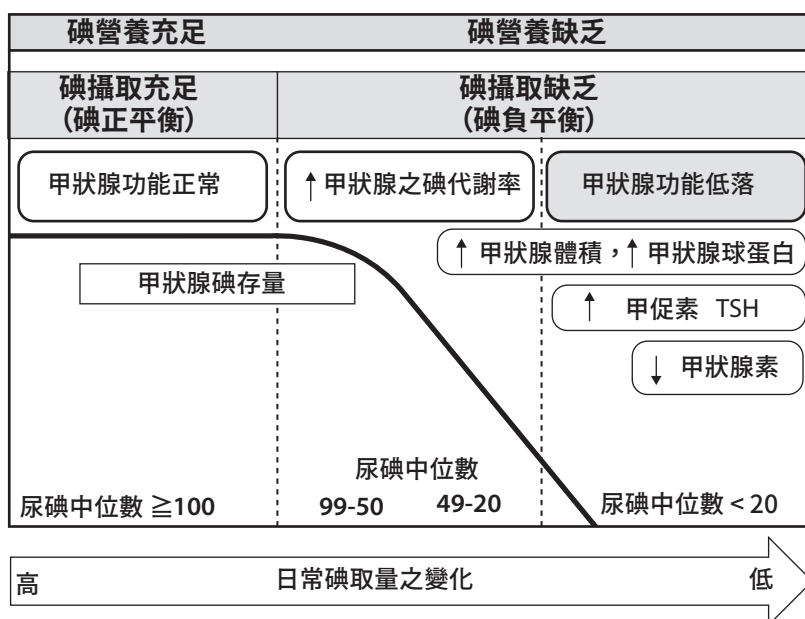 碘營養充足 碘營養缺乏
碘攝取充足 碘攝取缺乏
(碘正平衡) (碘負平衡)
甲狀腺功能正常 ↑甲狀腺之碘代謝率 甲狀腺功能低落
↑ 甲狀腺體積，↑ 甲狀腺球蛋白
甲狀腺碘存量
↑ 甲促素 TSH
↓ 甲狀腺素
尿碘中位數
尿碘中位數 ≧100 99-50 49-20 尿碘中位數 < 20
高 日常碘取量之變化 低